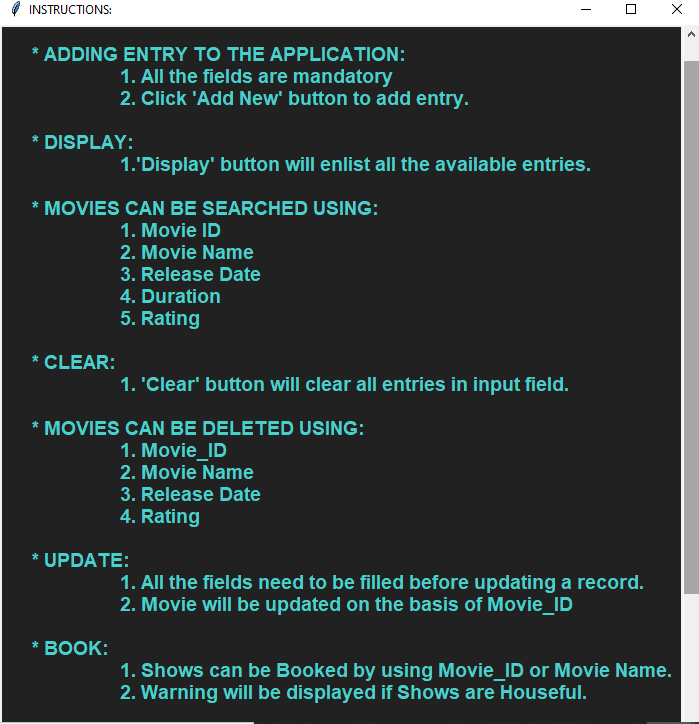 INSTRUCTIONS:
* ADDING ENTRY TO THE APPLICATION:
1. All the fields are mandatory
2. Click 'Add New' button to add entry.
* DISPLAY:
1.'Display' button will enlist all the available entries.
* MOVIES CAN BE SEARCHED USING:
1. Movie ID
2. Movie Name
3. Release Date
4. Duration
5. Rating
* CLEAR:
1. 'Clear' button will clear all entries in input field.
* MOVIES CAN BE DELETED USING:
1. Movie_ID
2. Movie Name
3. Release Date
4. Rating
* UPDATE:
1. All the fields need to be filled before updating a record.
2. Movie will be updated on the basis of Movie_ID
* BOOK:
1. Shows can be Booked by using Movie_ID or Movie Name.
2. Warning will be displayed if Shows are Houseful.